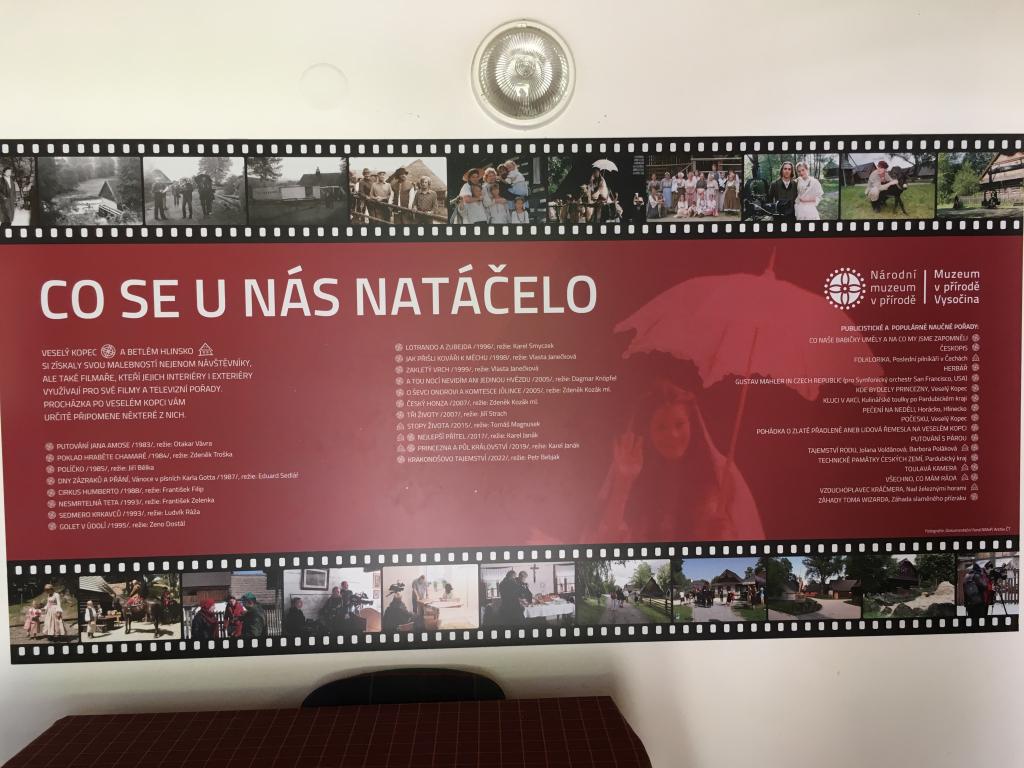 CO SE U NÁS NATÁČELO
Národní
muzeum
v přírodě
Muzeum
v přírodě
Vysočina
VESELÝ KOPEC A BETLÉM HLINSKO
SI ZÍSKALY SVOU MALEBNOSTÍ NEJENOM NÁVŠTĚVNÍKY,
ALE TAKÉ FILMAŘE, KTEŘÍ JEJICH INTERIÉRY I EXTERIÉRY
VYUŽÍVAJÍ PRO SVÉ FILMY A TELEVIZNÍ POŘADY.
PROCHÁZKA PO VESELÉM KOPCI VÁM
URČITĚ PŘIPOMENE NĚKTERÉ Z NICH.
PUTOVÁNÍ JANA AMOSE /1983/, režie: Otakar Vávra
POKLAD HRABĚTE CHAMARÉ /1984/, režie: Zdeněk Troška
POLÍČKO /1985/, režie: Jiří Bělka
DNY ZÁZRAKŮ A PŘÁNÍ, Vánoce v písních Karla Gotta /1987/, režie: Eduard Sedlář
CIRKUS HUMBERTO /1988/, režie: František Filip
NESMRTELNÁ TETA /1993/, režie: František Zelenka
SEDMERO KRKAVCŮ /1993/, režie: Ludvík Ráža
GOLET V ÚDOLÍ /1995/, režie: Zeno Dostál
LOTRANDO A ZUBEJDA /1996/, režie: Karel Smyczek
JAK PŘIŠLI KOVÁŘI K MĚCHU /1998/, režie: Vlasta Janečková
ZAKLETÝ VRCH /1999/, režie: Vlasta Janečková
A TOU NOCÍ NEVIDÍM ANI JEDINOU HVĚZDU /2005/, režie: Dagmar Knöpfel
O ŠEVCI ONDROVI A KOMTESCE JŮLINCE /2005/, režie: Zdeněk Kozák ml.
ČESKÝ HONZA /2007/, režie: Zdeněk Kozák ml.
TŘI ŽIVOTY /2007/, režie: Jiří Strach
STOPY ŽIVOTA /2015/, režie: Tomáš Magnusek
NEJLEPŠÍ PŘÍTEL /2017/, režie: Karel Janák
PRINCEZNA A PŮL KRÁLOVSTVÍ /2019/, režie: Karel Janák
KRAKONOŠOVO TAJEMSTVÍ /2022/, režie: Petr Bebjak
PUBLICISTICKÉ A POPULÁRNĚ NAUČNÉ POŘADY:
CO NAŠE BABIČKY UMĚLY A NA CO MY JSME ZAPOMNĚLI
ČESKOPIS
FOLKLORIKA, Poslední pilnikáři v Čechách
HERBÁŘ
GUSTAV MAHLER IN CZECH REPUBLIC (pro Symfonický orchestr San Francisco, USA)
KDE BYDLELY PRINCEZNY, Veselý Kopec
KLUCI V AKCI, Kulinářské toulky po Pardubickém kraji
PEČENÍ NA NEDĚLI, Horácko, Hlinecko
POČESKU, Veselý Kopec
POHÁDKA O ZLATÉ PŘADLENĚ ANEB LIDOVÁ ŘEMESLA NA VESELÉM KOPCI
PUTOVÁNÍ S PÁROU
TAJEMSTVÍ RODU, Jolana Voldánová, Barbora Poláková
TECHNICKÉ PAMÁTKY ČESKÝCH ZEMÍ, Pardubický kraj
TOULAVÁ KAMERA
VŠECHNO, CO MÁM RÁDA
VZDUCHOPLAVEC KRÁČMERA, Nad železnými horami
ZÁHADY TOMA WIZARDA, Záhada slaměného přízraku